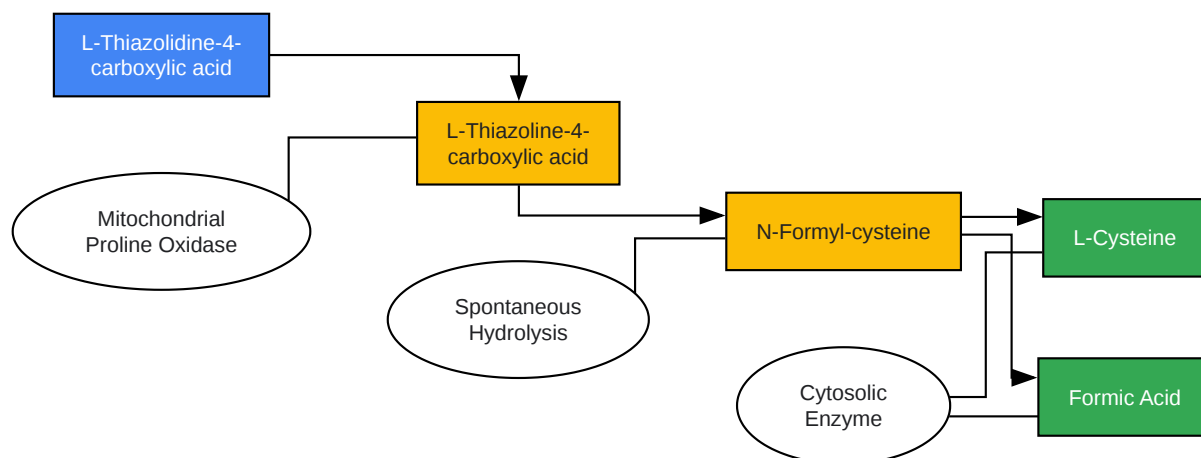 L-Thiazolidine-4-
carboxylic acid
L-Thiazoline-4-
carboxylic acid
Mitochondrial
Proline Oxidase
N-Formyl-cysteine
L-Cysteine
Spontaneous
Hydrolysis
Cytosolic
Enzyme
Formic Acid